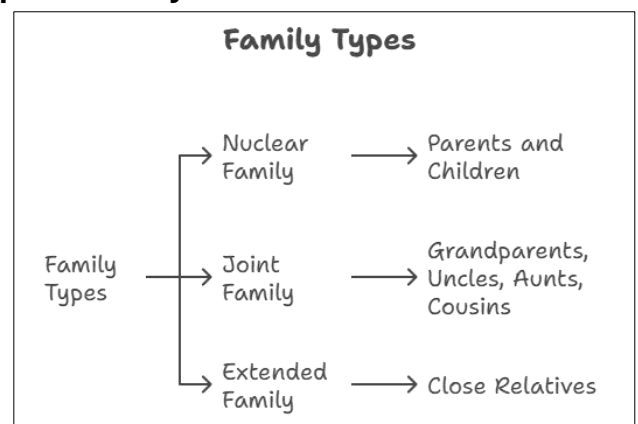 Family Types
Nuclear
Family
Parents and
Children
Family
Types
Joint
Family
Grandparents,
Uncles, Aunts,
Cousins
Extended
Family
Close Relatives